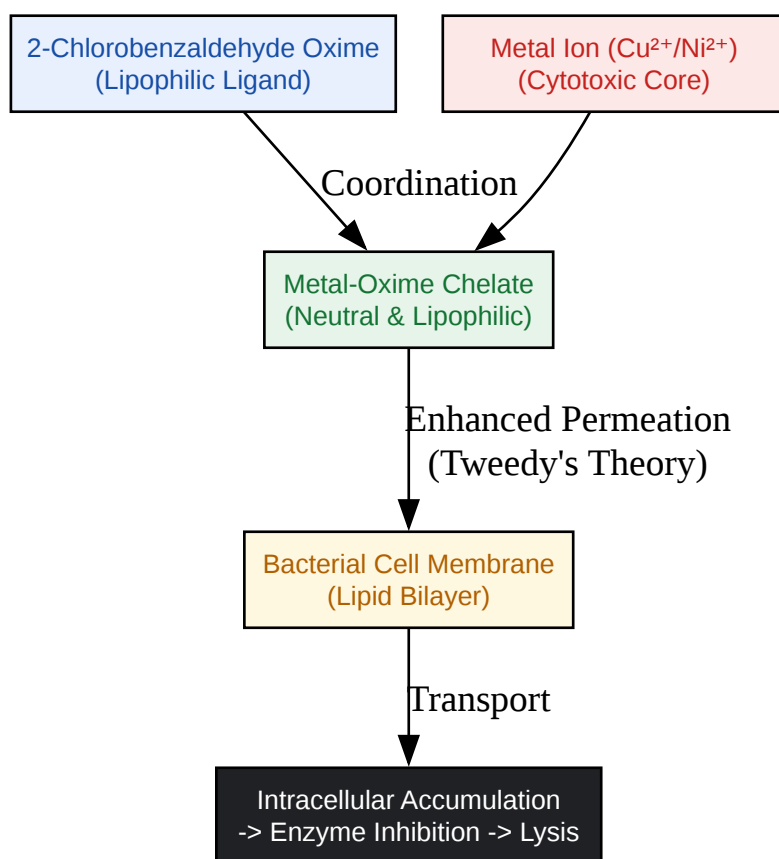 2-Chlorobenzaldehyde Oxime
(Lipophilic Ligand)
Metal Ion (Cu²⁺/Ni²⁺)
(Cytotoxic Core)
Coordination
Metal-Oxime Chelate
(Neutral & Lipophilic)
Enhanced Permeation
(Tweedy's Theory)
Bacterial Cell Membrane
(Lipid Bilayer)
Transport
Intracellular Accumulation
-> Enzyme Inhibition -> Lysis